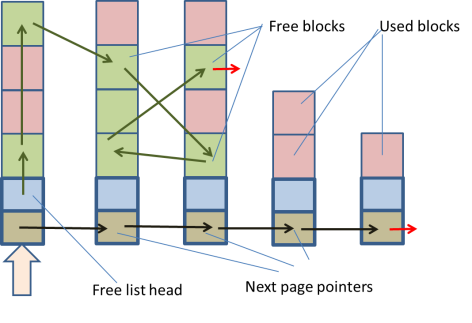 Free blocks
Used blocks
Free list head
Next page pointers